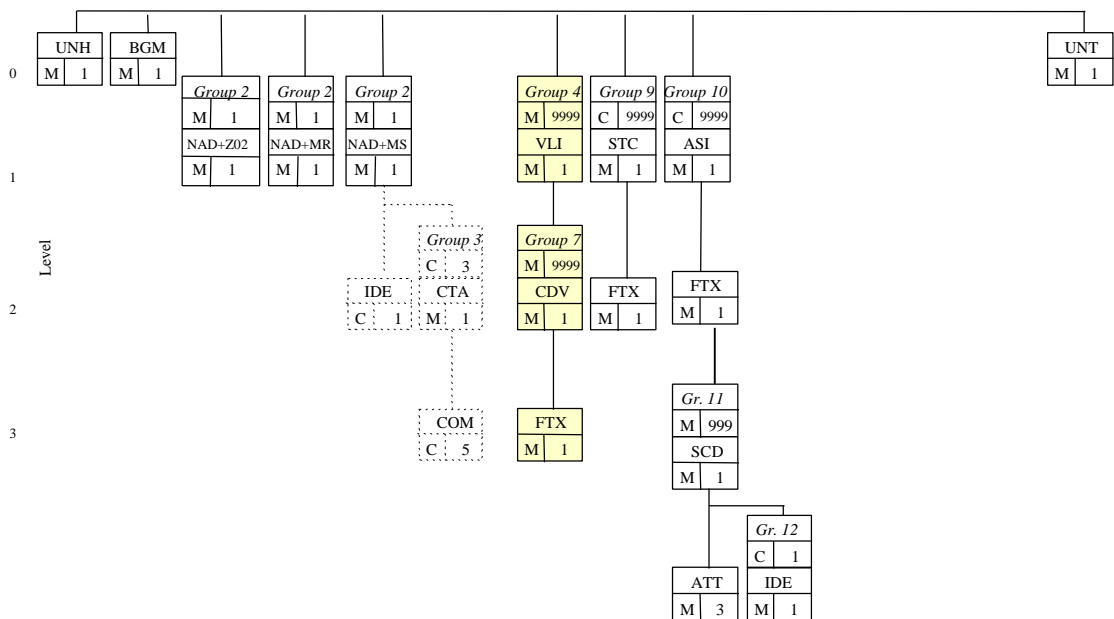 UNH BGM UNT
M 1 M 1 M 1
0
Group 2 Group 2 Group 2 Group 4 Group 9 Group 10
M 1 M 1 M 1 M 9999 C 9999 C 9999
NAD+Z02 NAD+MR NAD+MS VLI STC ASI
M 1 M 1 M 1 M 1 M 1 M 1
1
Level
Group 3 Group 7
C 3 M 9999
IDE CTA CDV FTX FTX
C 1 M 1 M 1 M 1 M 1
2
Gr. 11
M 999
COM FTX SCD
C 5 M 1 M 1
3
Gr. 12
C 1
ATT IDE
M 3 M 1